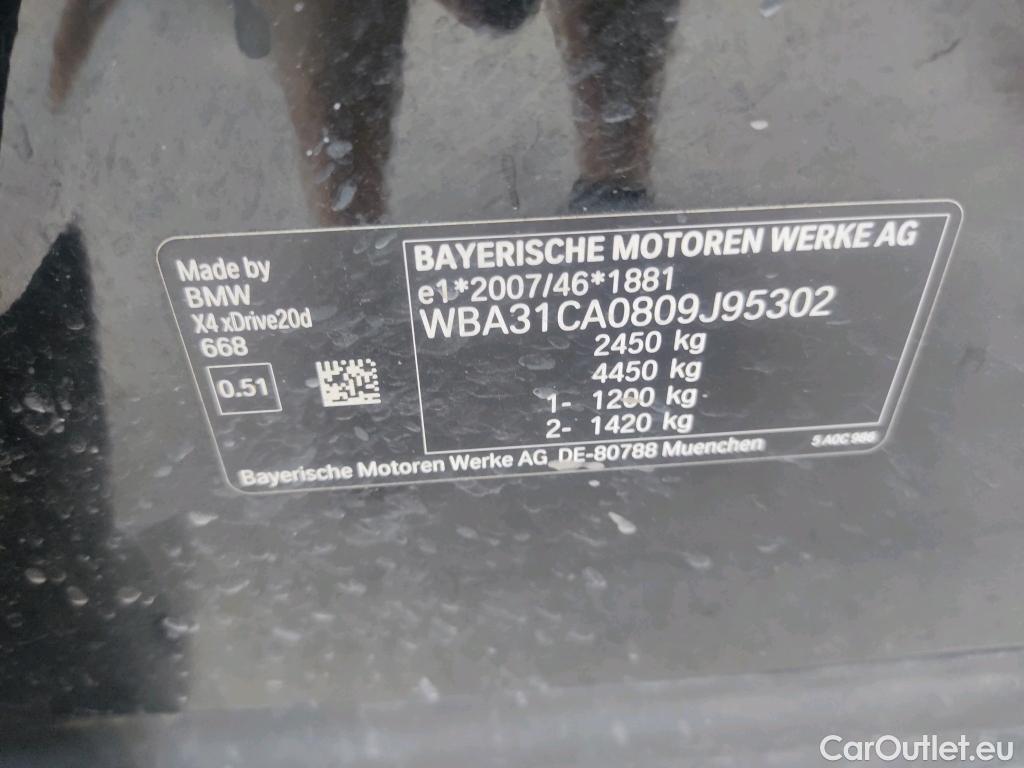 Made by
BMW
X4 xDrive20d
668
0.51
BAYERISCHE MOTOREN WERKE AG
e1*2007/46*1881
WBA31CA0809J95302
2450 kg
4450 kg
1- 1200 kg
2- 1420 kg
5 A0C 986
Bayerische Motoren Werke AG, DE-80788 Muenchen
CarOutlet.eu